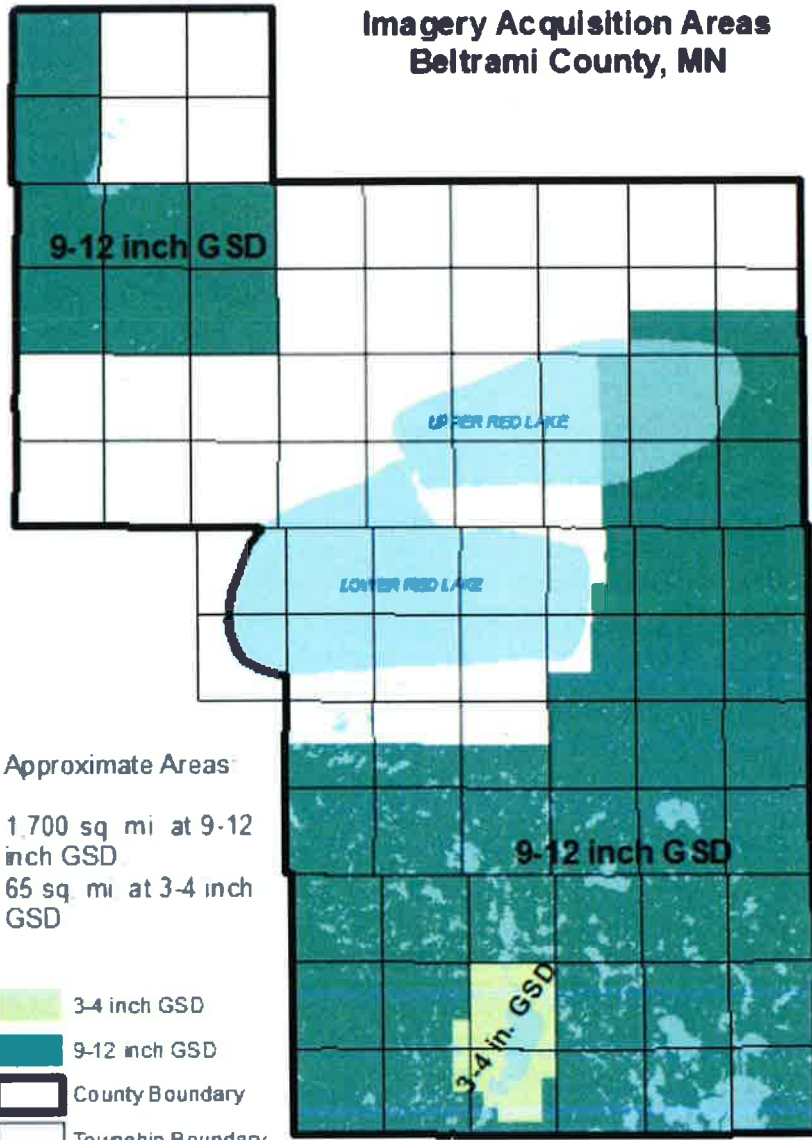 Imagery Acquisition Areas
Beltrami County, MN
9-12 inch GSD
UPPER RED LAKE
LOWER RED LAKE
Approximate Areas
1,700 sq mi at 9-12
inch GSD
65 sq. mi. at 3-4 inch
GSD
9-12 inch GSD
3-4 in. GSD
3-4 inch GSD
9-12 inch GSD
County Boundary
Township Boundary